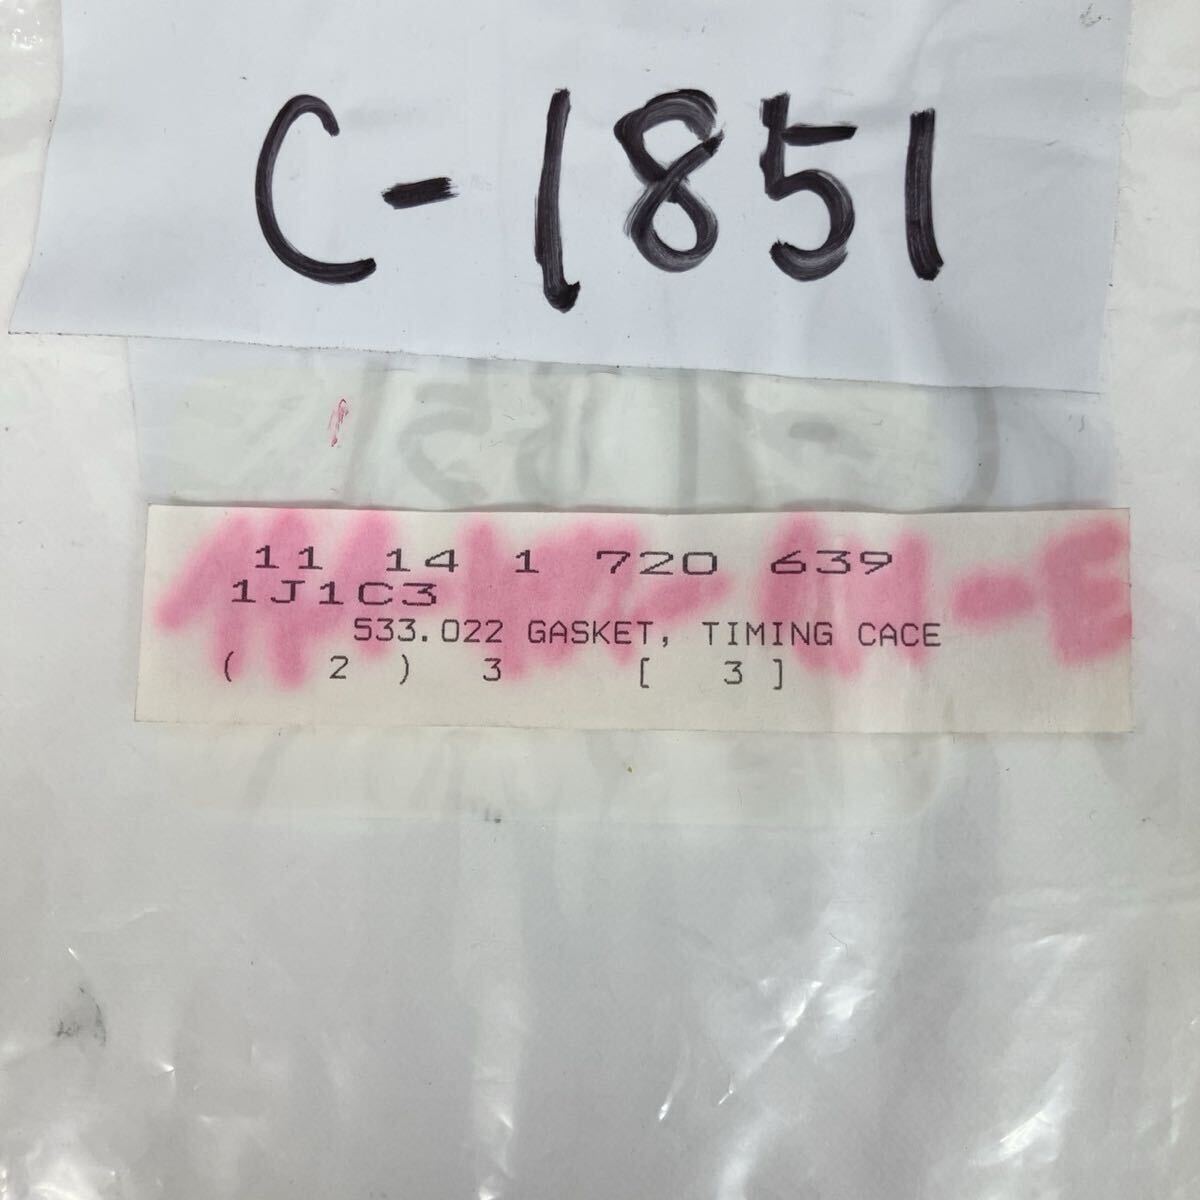 C-1851
11 14 1 720 639
1J1C3
533.022 GASKET, TIMING CACE
( 2 ) 3 [ 3 ]